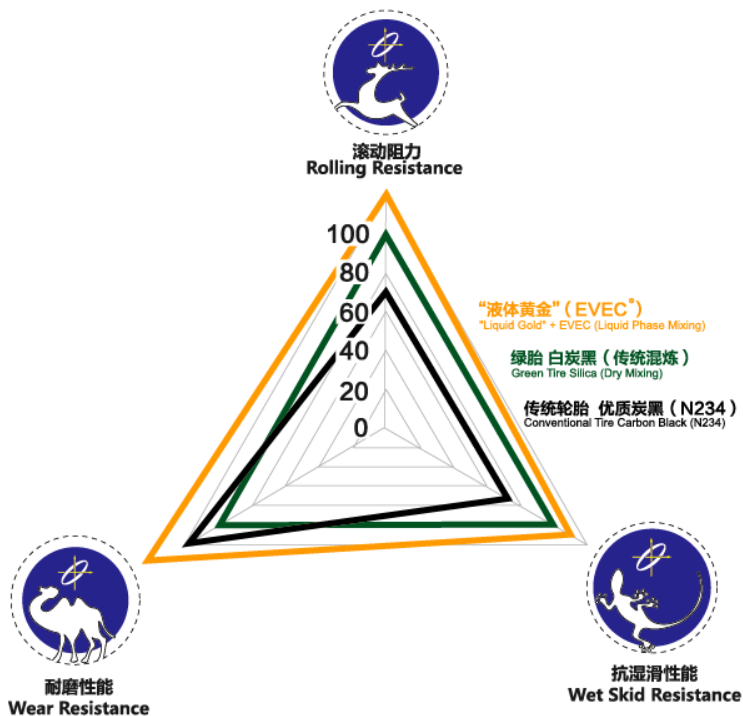 滚动阻力
Rolling Resistance
100
80
60
40
20
0
“液体黄金”（EVEC®）
"Liquid Gold" + EVEC (Liquid Phase Mixing)
绿胎 白炭黑（传统混炼）
Green Tire Silica (Dry Mixing)
传统轮胎 优质炭黑（N234）
Conventional Tire Carbon Black (N234)
耐磨性能
Wear Resistance
抗湿滑性能
Wet Skid Resistance